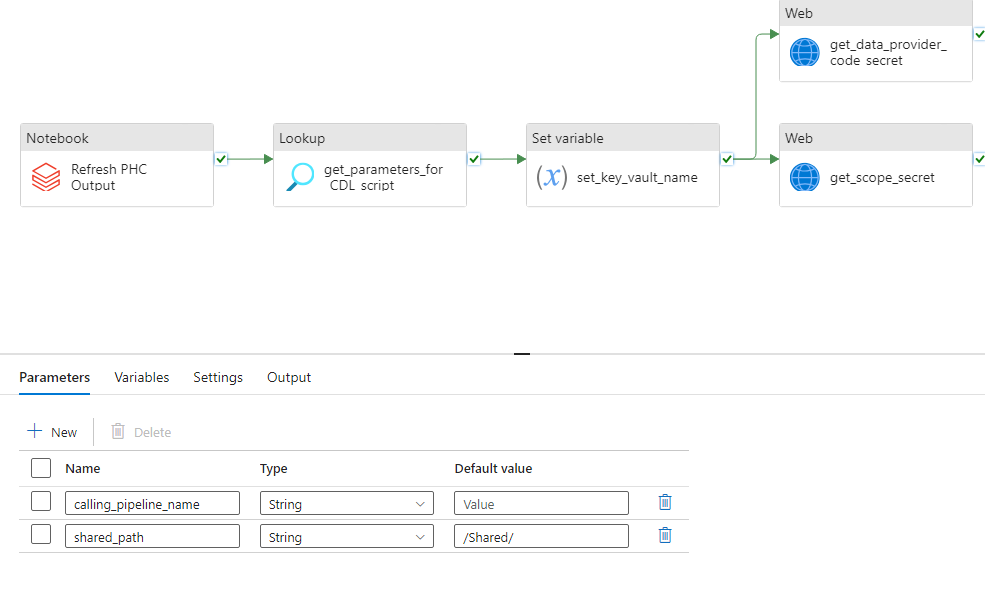 Web
get_data_provider_
code secret
Notebook
Refresh PHC
Output
Lookup
get_parameters_for
CDL script
Set variable
(x) set_key_vault_name
Web
get_scope_secret
Parameters Variables Settings Output
New Delete
Name Type Default value
calling_pipeline_name String Value
shared_path String /Shared/